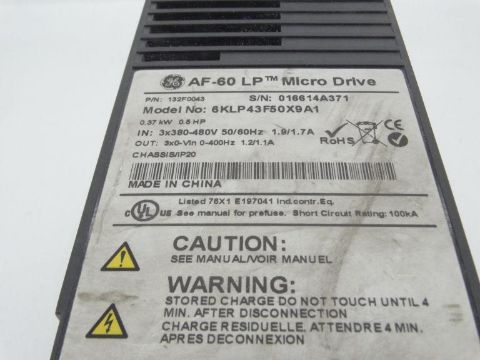 GE AF-60 LP™ Micro Drive
P/N: 132F0043 S/N: 016614A371
Model No: 6KLP43F50X9A1
0.37 kW 0.5 HP
IN: 3x380-480V 50/60Hz 1.9/1.7A
OUT: 3x0-Vin 0-400Hz 1.2/1.1A
CHASSIS/IP20
RoHS
MADE IN CHINA
Listed 76X1 E197041 Ind.contr.Eq.
C UL US See manual for prefuse. Short Circuit Rating: 100kA
CAUTION:
SEE MANUAL/VOIR MANUEL
WARNING:
STORED CHARGE DO NOT TOUCH UNTIL 4
MIN. AFTER DISCONNECTION
CHARGE RESIDUELLE, ATTENDRE 4 MIN.
APRES DECONNEXION